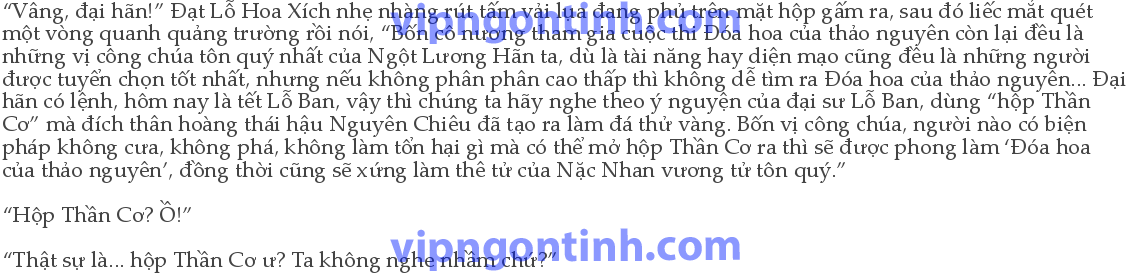 “Vâng, đại hãn!” Đạt Lỗ Hoa Xích nhẹ nhàng rút tấm vải lụa đang phủ trên mặt hộp gấm ra, sau đó liếc mắt quét
một vòng quanh quảng trường rồi nói, “Bốn cô nương tham gia cuộc thi Đóa hoa của thảo nguyên còn lại đều là
những vị công chúa tôn quý nhất của Ngột Lương Hãn ta, dù là tài năng hay diện mạo cũng đều là những người
được tuyển chọn tốt nhất, nhưng nếu không phân phân cao thấp thì không dễ tìm ra Đóa hoa của thảo nguyên... Đại
hãn có lệnh, hôm nay là tết Lỗ Ban, vậy thì chúng ta hãy nghe theo ý nguyện của đại sư Lỗ Ban, dùng “hộp Thần
Cơ” mà đích thân hoàng thái hậu Nguyên Chiêu đã tạo ra làm đá thử vàng. Bốn vị công chúa, người nào có biện
pháp không cưa, không phá, không làm tổn hại gì mà có thể mở hộp Thần Cơ ra thì sẽ được phong làm ‘Đóa hoa
của thảo nguyên’, đồng thời cũng sẽ xứng làm thê tử của Nặc Nhan vương tử tôn quý.”
“Hộp Thần Cơ? Ồ!”
“Thật sự là... hộp Thần Cơ ư? Ta không nghe nhầm chứ?”
vipngontinh.com
vipngontinh.com